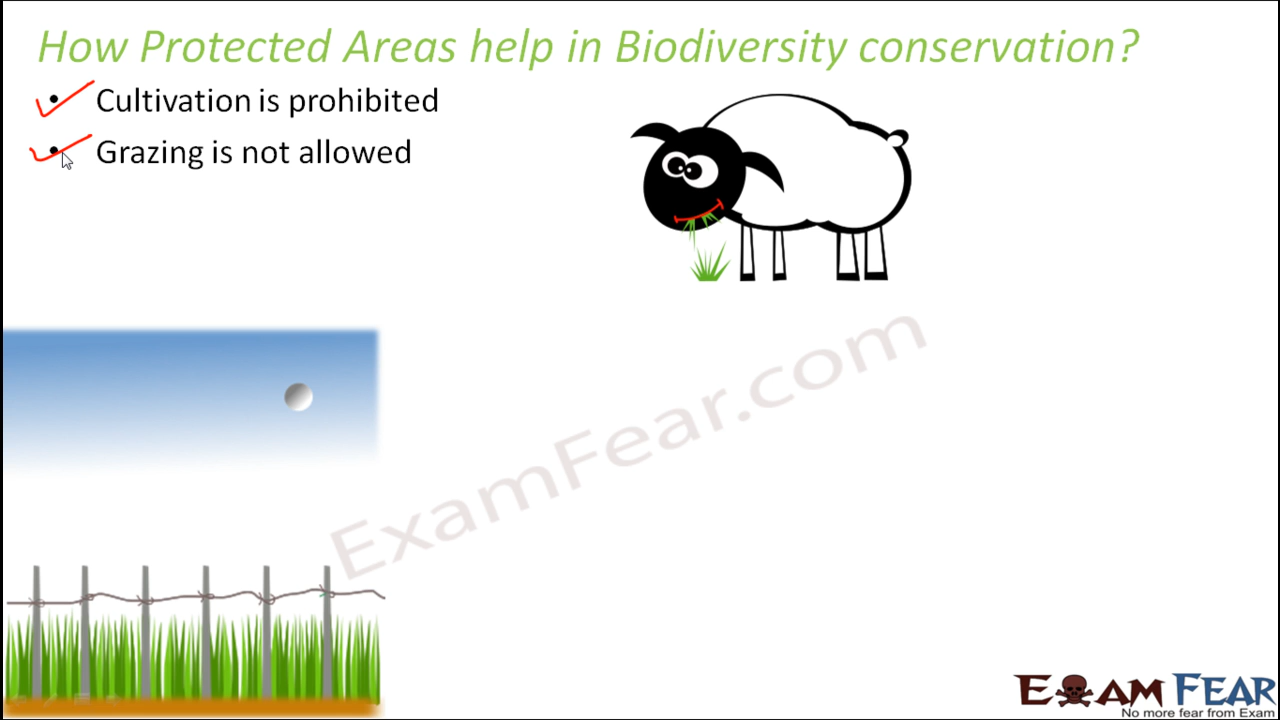 How Protected Areas help in Biodiversity conservation?
• Cultivation is prohibited
• Grazing is not allowed
ExamFear.com
EXAM FEAR
No more fear from Exam